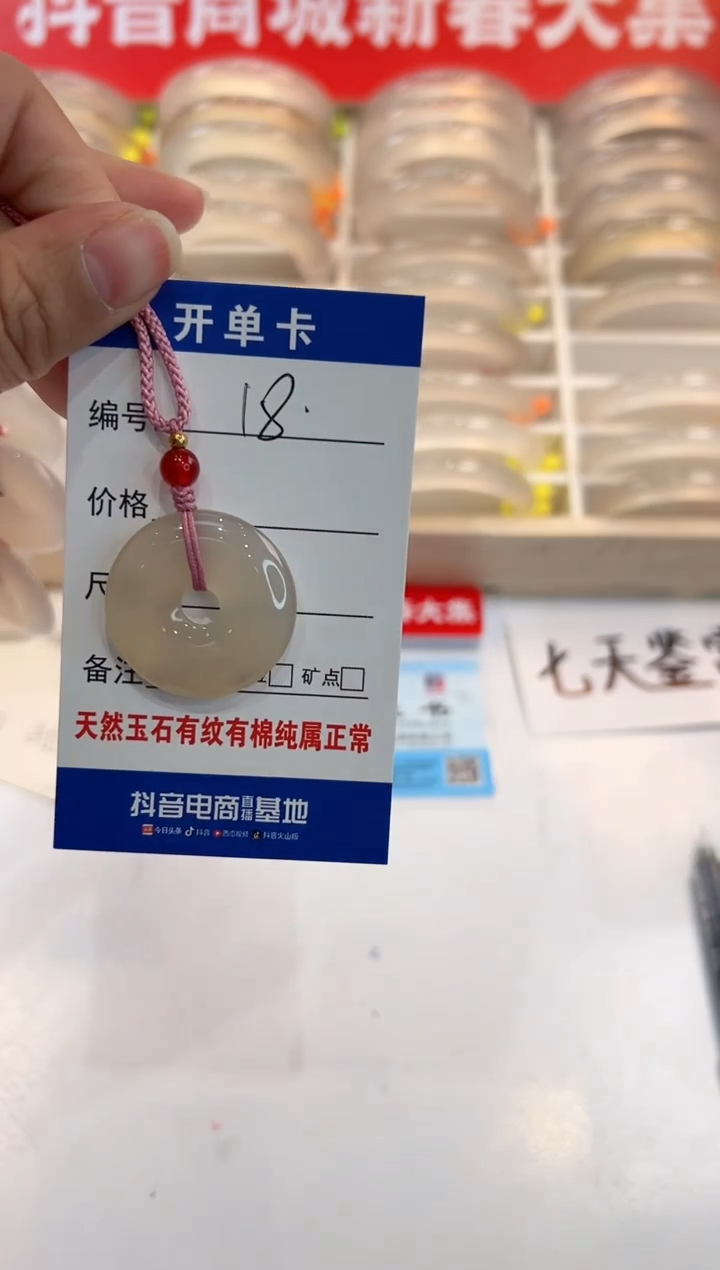 抖音商城新春大集
开单卡
编号 18.
价格
尺
备注 矿点
天然玉石有纹有棉纯属正常
抖音电商直播基地
今日头条 抖音 西瓜视频 抖音火山版
大集
七天鉴赏